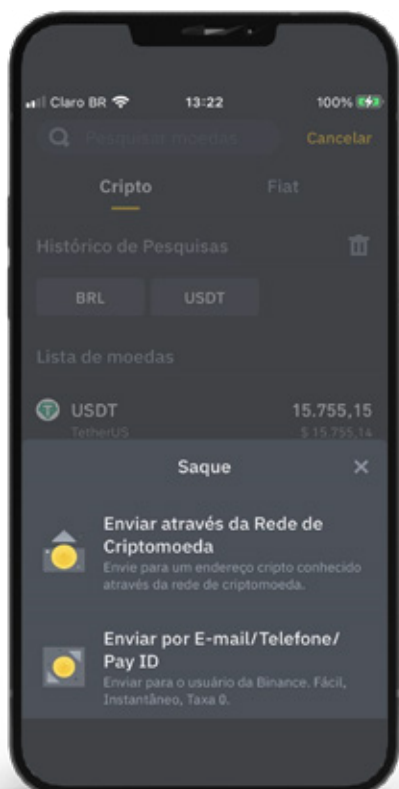 Claro BR
13:22
100%
Pesquisar moedas
Cancelar
Cripto
Fiat
Histórico de Pesquisas
BRL
USDT
Lista de moedas
USDT
15.755,15
TetherUS
$ 15.755,14
Saque
Enviar através da Rede de
Criptomoeda
Envie para um endereço cripto conhecido
através da rede de criptomoeda.
Enviar por E-mail/Telefone/
Pay ID
Enviar para o usuário da Binance. Fácil,
Instantâneo, Taxa 0.